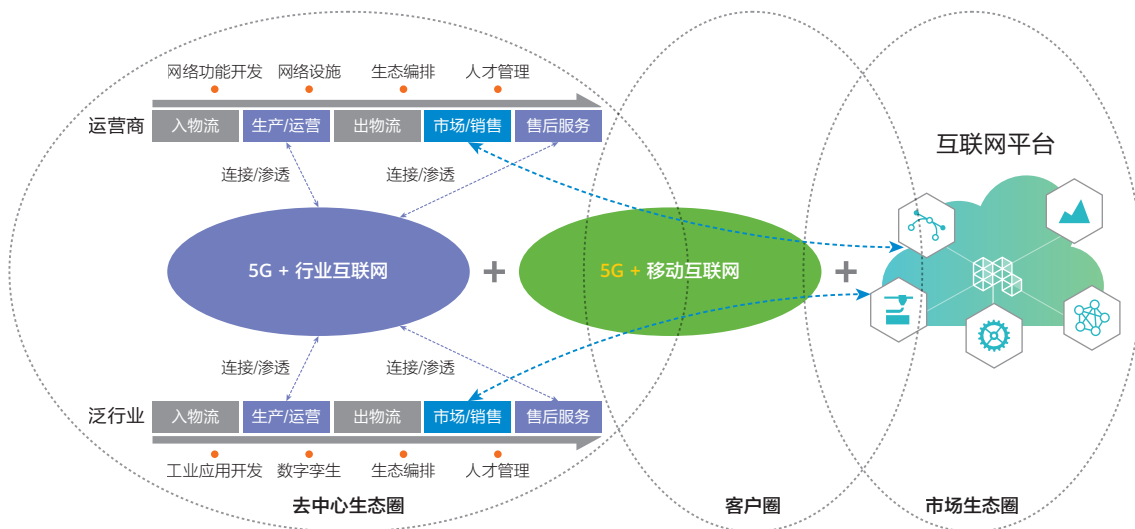 网络功能开发 网络设施 生态编排 人才管理
运营商 入物流 生产/运营 出物流 市场/销售 售后服务
互联网平台
连接/渗透 连接/渗透
5G + 行业互联网 + 5G + 移动互联网 +
连接/渗透 连接/渗透
泛行业 入物流 生产/运营 出物流 市场/销售 售后服务
工业应用开发 数字孪生 生态编排 人才管理
去中心生态圈 客户圈 市场生态圈